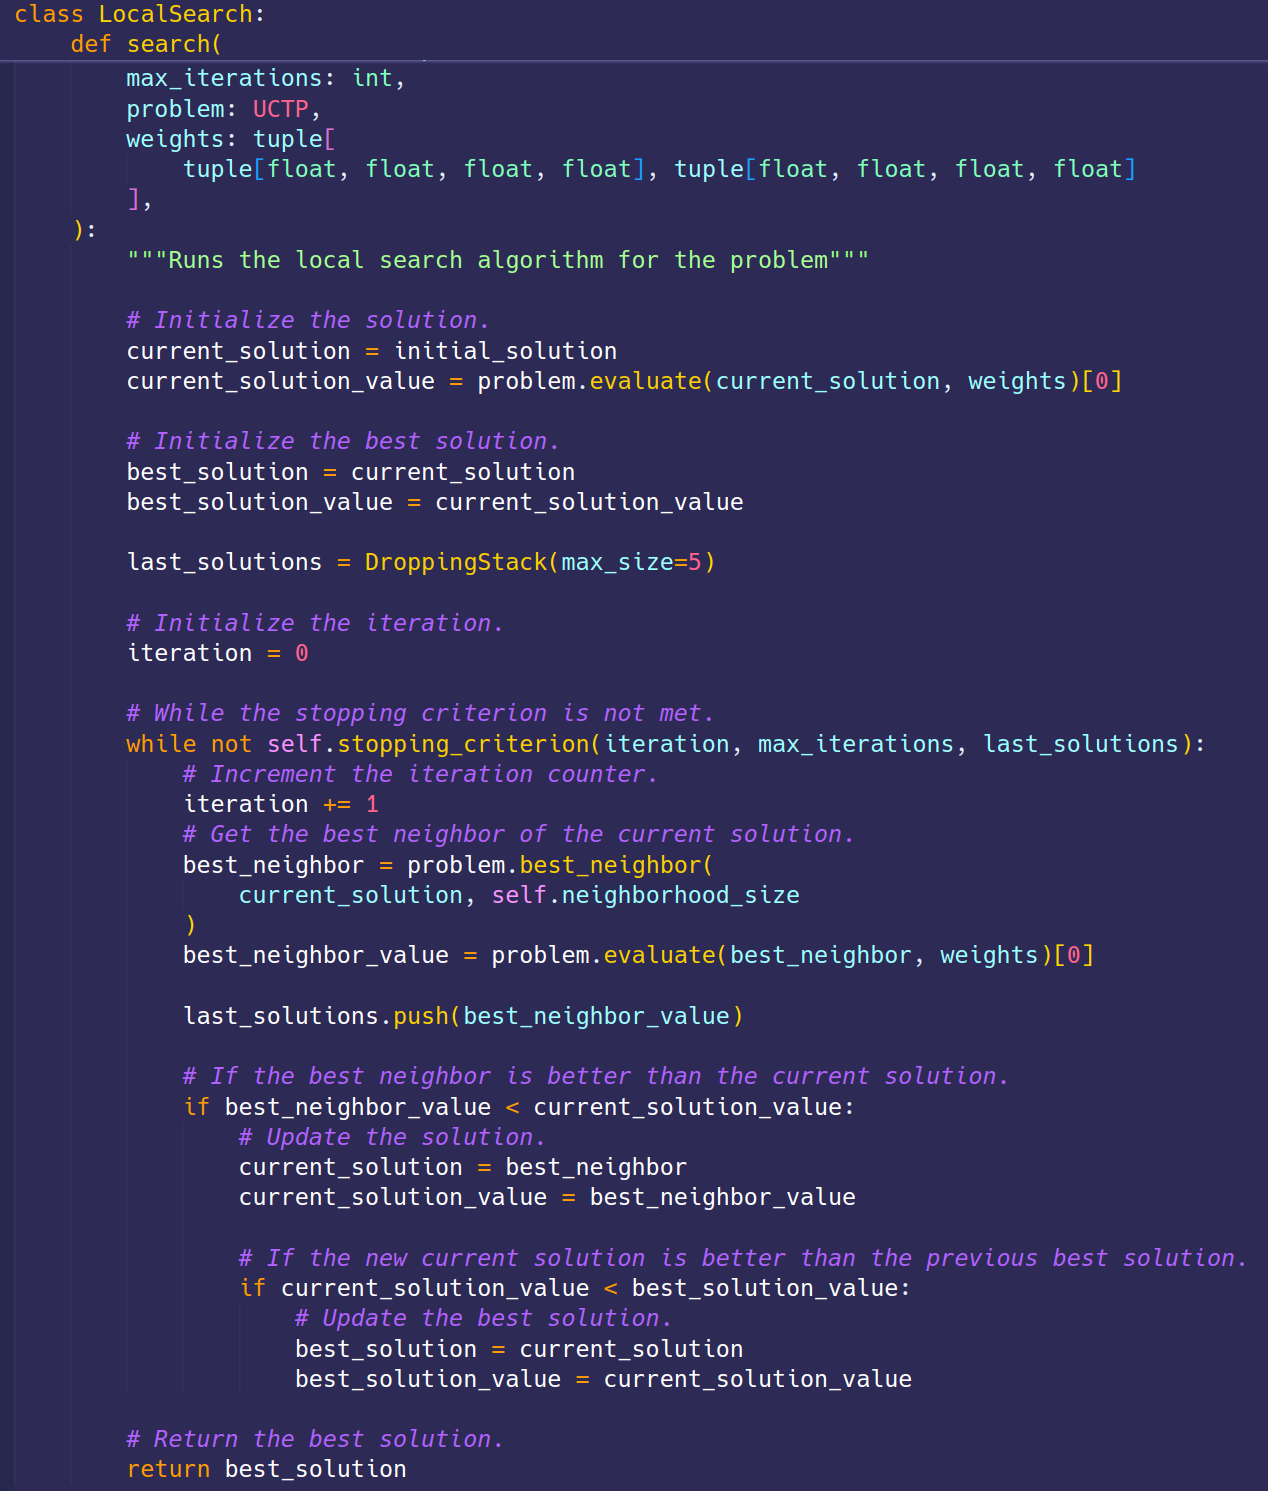 class LocalSearch:
    def search(
        max_iterations: int,
        problem: UCTP,
        weights: tuple[
            tuple[float, float, float, float], tuple[float, float, float, float]
        ],
    ):
        """Runs the local search algorithm for the problem"""

        # Initialize the solution.
        current_solution = initial_solution
        current_solution_value = problem.evaluate(current_solution, weights)[0]

        # Initialize the best solution.
        best_solution = current_solution
        best_solution_value = current_solution_value

        last_solutions = DroppingStack(max_size=5)

        # Initialize the iteration.
        iteration = 0

        # While the stopping criterion is not met.
        while not self.stopping_criterion(iteration, max_iterations, last_solutions):
            # Increment the iteration counter.
            iteration += 1
            # Get the best neighbor of the current solution.
            best_neighbor = problem.best_neighbor(
                current_solution, self.neighborhood_size
            )
            best_neighbor_value = problem.evaluate(best_neighbor, weights)[0]

            last_solutions.push(best_neighbor_value)

            # If the best neighbor is better than the current solution.
            if best_neighbor_value < current_solution_value:
                # Update the solution.
                current_solution = best_neighbor
                current_solution_value = best_neighbor_value

                # If the new current solution is better than the previous best solution.
                if current_solution_value < best_solution_value:
                    # Update the best solution.
                    best_solution = current_solution
                    best_solution_value = current_solution_value

        # Return the best solution.
        return best_solution